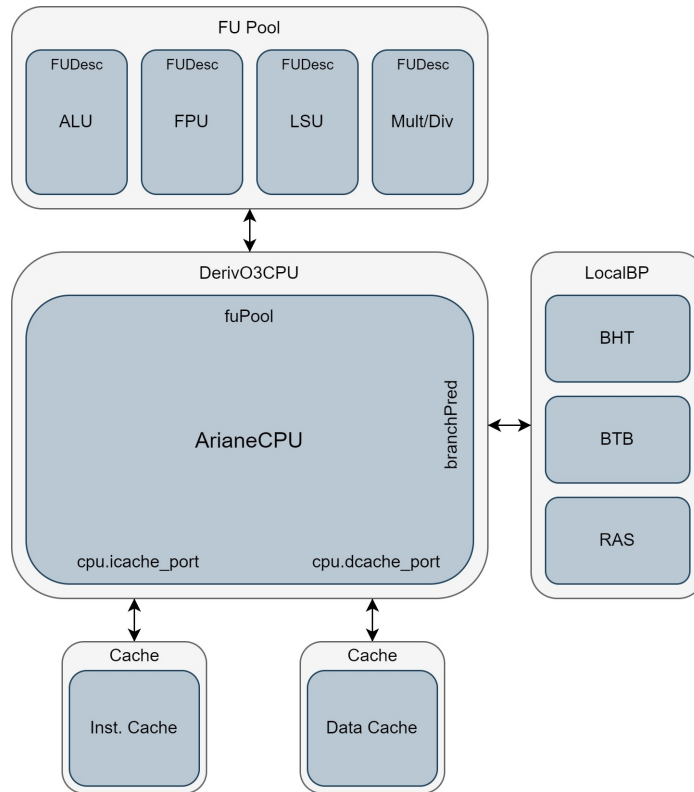 FU Pool
FUDesc
ALU
FUDesc
FPU
FUDesc
LSU
FUDesc
Mult/Div
DerivO3CPU
fuPool
ArianeCPU
branchPred
cpu.icache_port
cpu.dcache_port
LocalBP
BHT
BTB
RAS
Cache
Inst. Cache
Cache
Data Cache